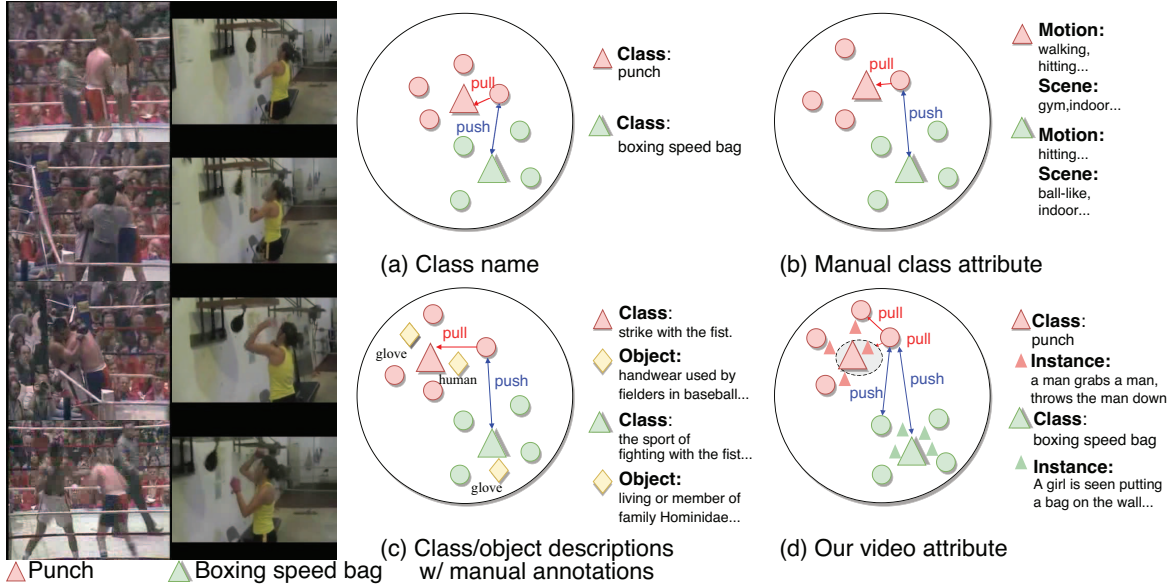 pull
push
Class:
punch
Class:
boxing speed bag
(a) Class name
pull
push
Motion:
walking,
hitting...
Scene:
gym,indoor...
Motion:
hitting...
Scene:
ball-like,
indoor...
(b) Manual class attribute
glove
pull
human
push
glove
Class:
strike with the fist.
Object:
handwear used by
fielders in baseball...
Class:
the sport of
fighting with the fist...
Object:
living or member of
family Hominidae...
(c) Class/object descriptions
w/ manual annotations
pull
pull
push
push
Class:
punch
Instance:
a man grabs a man,
throws the man down
Class:
boxing speed bag
Instance:
A girl is seen putting
a bag on the wall...
(d) Our video attribute
Punch
Boxing speed bag